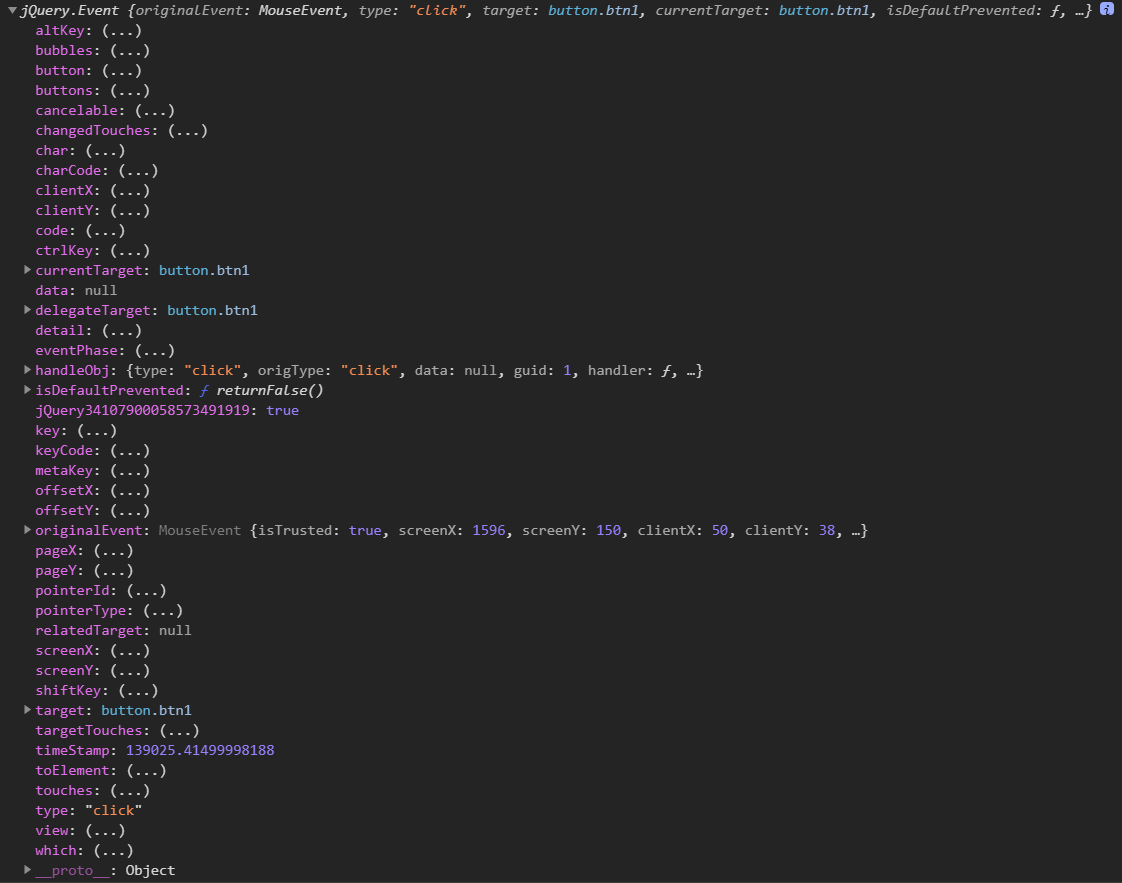 jQuery.Event {originalEvent: MouseEvent, type: "click", target: button.btn1, currentTarget: button.btn1, isDefaultPrevented: ƒ, …}
altKey: (...)
bubbles: (...)
button: (...)
buttons: (...)
cancelable: (...)
changedTouches: (...)
char: (...)
charCode: (...)
clientX: (...)
clientY: (...)
code: (...)
ctrlKey: (...)
currentTarget: button.btn1
data: null
delegateTarget: button.btn1
detail: (...)
eventPhase: (...)
handleObj: {type: "click", origType: "click", data: null, guid: 1, handler: ƒ, …}
isDefaultPrevented: ƒ returnFalse()
jQuery34107900058573491919: true
key: (...)
keyCode: (...)
metaKey: (...)
offsetX: (...)
offsetY: (...)
originalEvent: MouseEvent {isTrusted: true, screenX: 1596, screenY: 150, clientX: 50, clientY: 38, …}
pageX: (...)
pageY: (...)
pointerId: (...)
pointerType: (...)
relatedTarget: null
screenX: (...)
screenY: (...)
shiftKey: (...)
target: button.btn1
targetTouches: (...)
timeStamp: 139025.41499998188
toElement: (...)
touches: (...)
type: "click"
view: (...)
which: (...)
__proto__: Object